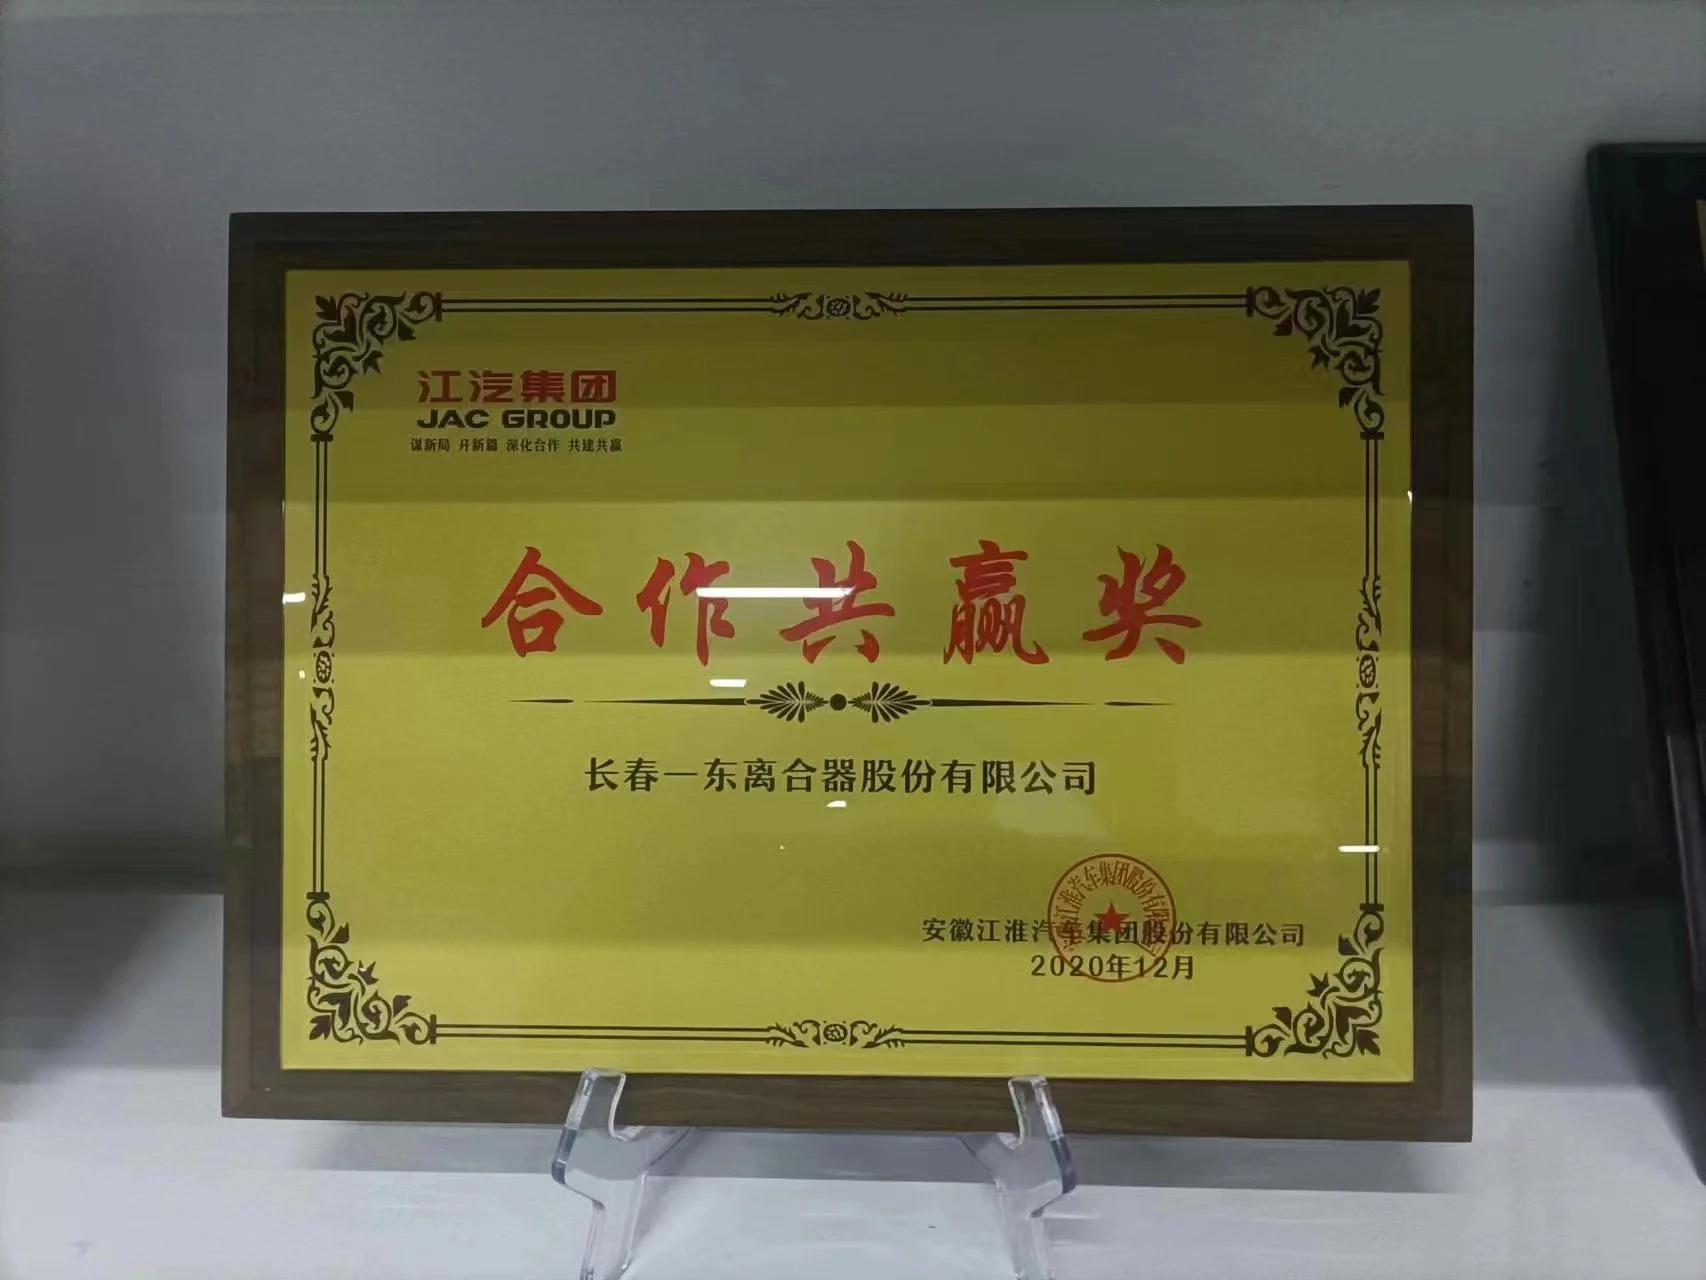 江汽集团
JAC GROUP
谋新局 开新篇 深化合作 共建共赢
合作共赢奖
长春一东离合器股份有限公司
安徽江淮汽车集团股份有限公司
2020年12月